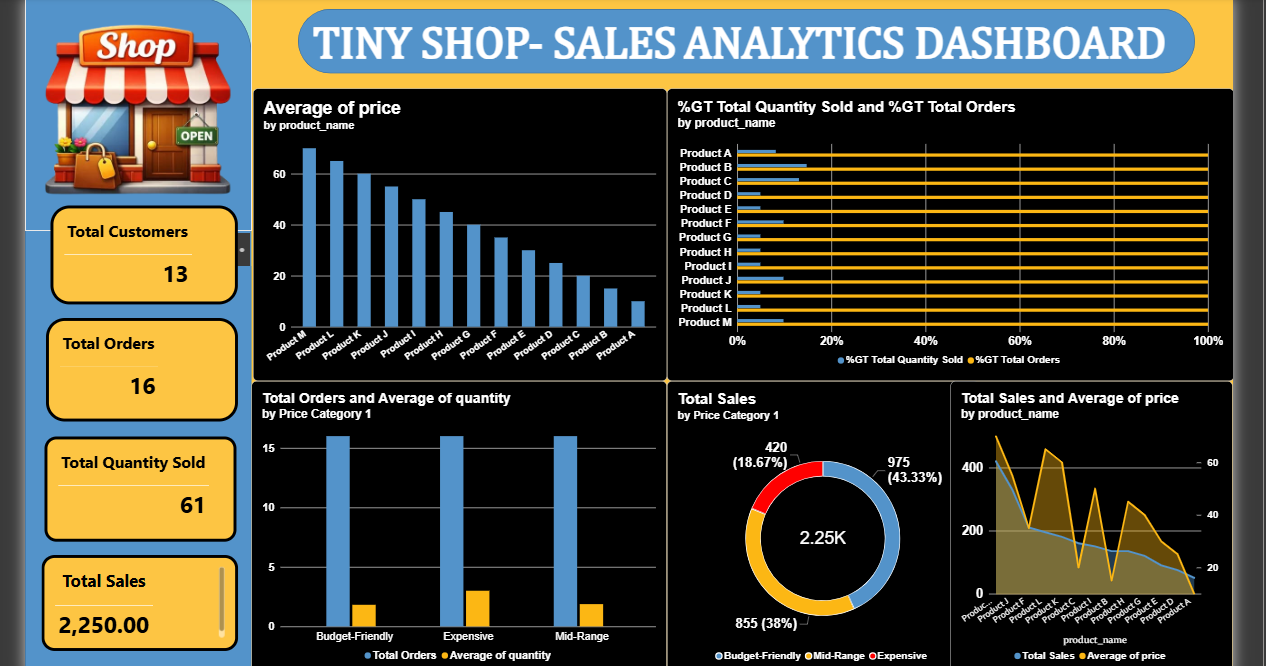 Shop
OPEN
TINY SHOP- SALES ANALYTICS DASHBOARD
Total Customers
13
Total Orders
16
Total Quantity Sold
61
Total Sales
2,250.00
Average of price
by product_name
60
40
20
0
Product M
Product L
Product K
Product J
Product I
Product H
Product G
Product F
Product E
Product D
Product C
Product B
Product A
%GT Total Quantity Sold and %GT Total Orders
by product_name
Product A
Product B
Product C
Product D
Product E
Product F
Product G
Product H
Product I
Product J
Product K
Product L
Product M
0% 20% 40% 60% 80% 100%
%GT Total Quantity Sold %GT Total Orders
Total Orders and Average of quantity
by Price Category 1
15
10
5
0
Budget-Friendly Expensive Mid-Range
Total Orders Average of quantity
Total Sales
by Price Category 1
420
(18.67%)
975
(43.33%)
2.25K
855 (38%)
Budget-Friendly Mid-Range Expensive
Total Sales and Average of price
by product_name
400
200
0
60
40
20
Produc...
Product J
Product F
Product L
Product K
Product C
Product I
Product B
Product H
Product G
Product E
Product D
Product A
product_name
Total Sales Average of price